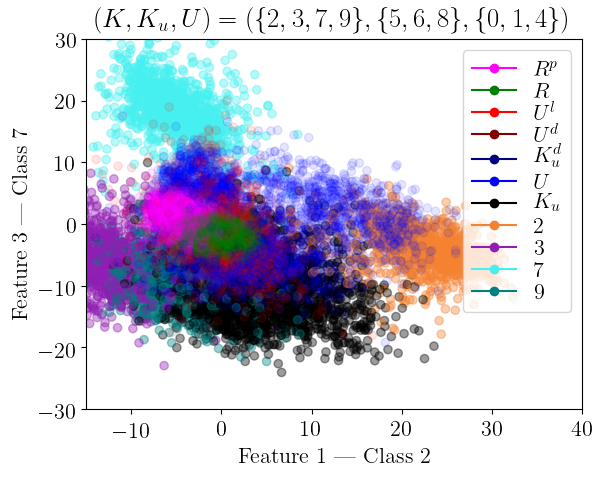 (K, K_u, U) = ({2, 3, 7, 9}, {5, 6, 8}, {0, 1, 4})
30
20
10
0
−10
−20
−30
Feature 3 — Class 7
R^p
R
U^l
U^d
K_u^d
U
K_u
2
3
7
9
−10
0
10
20
30
40
Feature 1 — Class 2